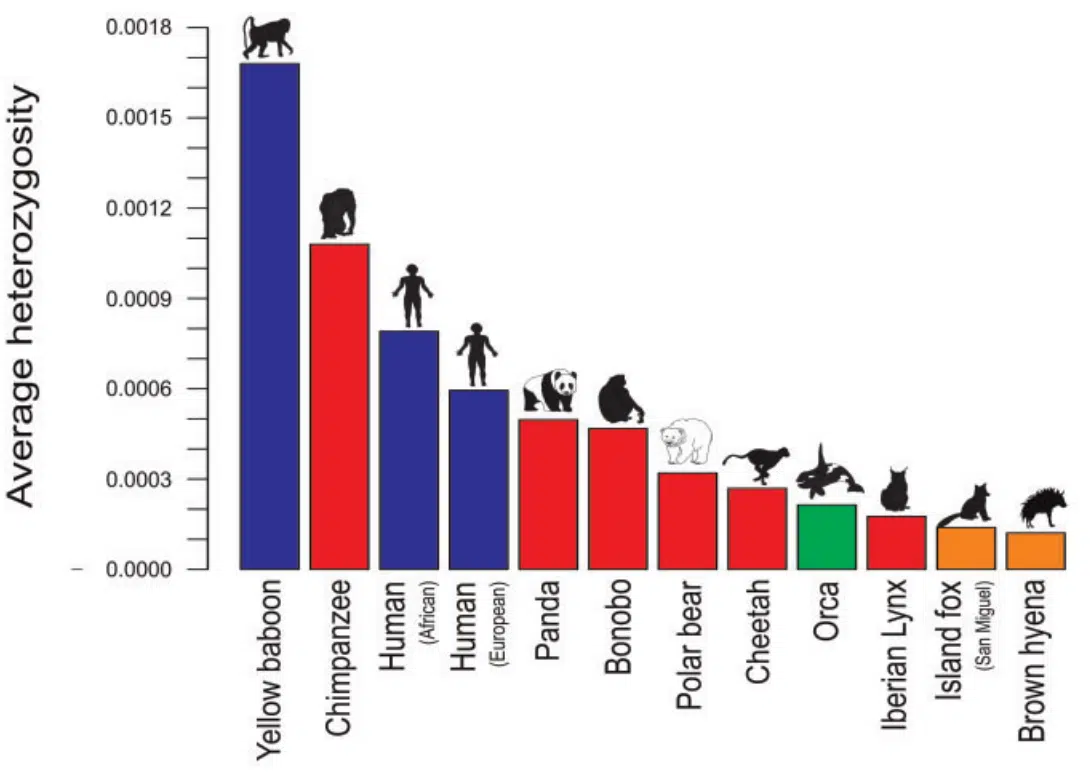 Average heterozygosity
0.0018
0.0015
0.0012
0.0009
0.0006
0.0003
0.0000
Yellow baboon
Chimpanzee
Human
(African)
Human
(European)
Panda
Bonobo
Polar bear
Cheetah
Orca
Iberian Lynx
Island fox
(San Miguel)
Brown hyena